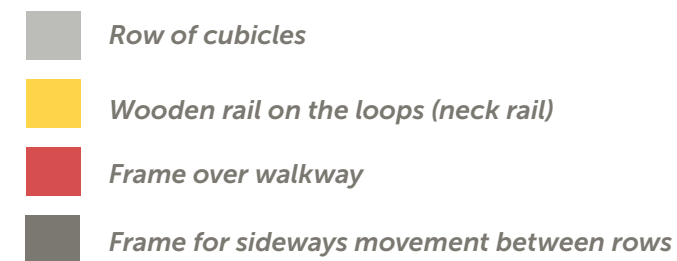 Row of cubicles
Wooden rail on the loops (neck rail)
Frame over walkway
Frame for sideways movement between rows